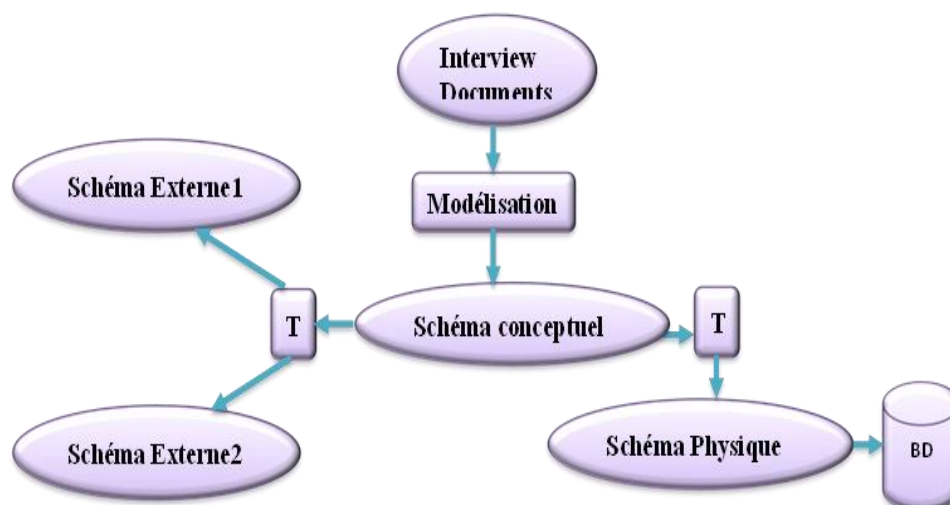 Interview
Documents
Schéma Externe1
Modélisation
T
Schéma conceptuel
T
Schéma Externe2
Schéma Physique
BD